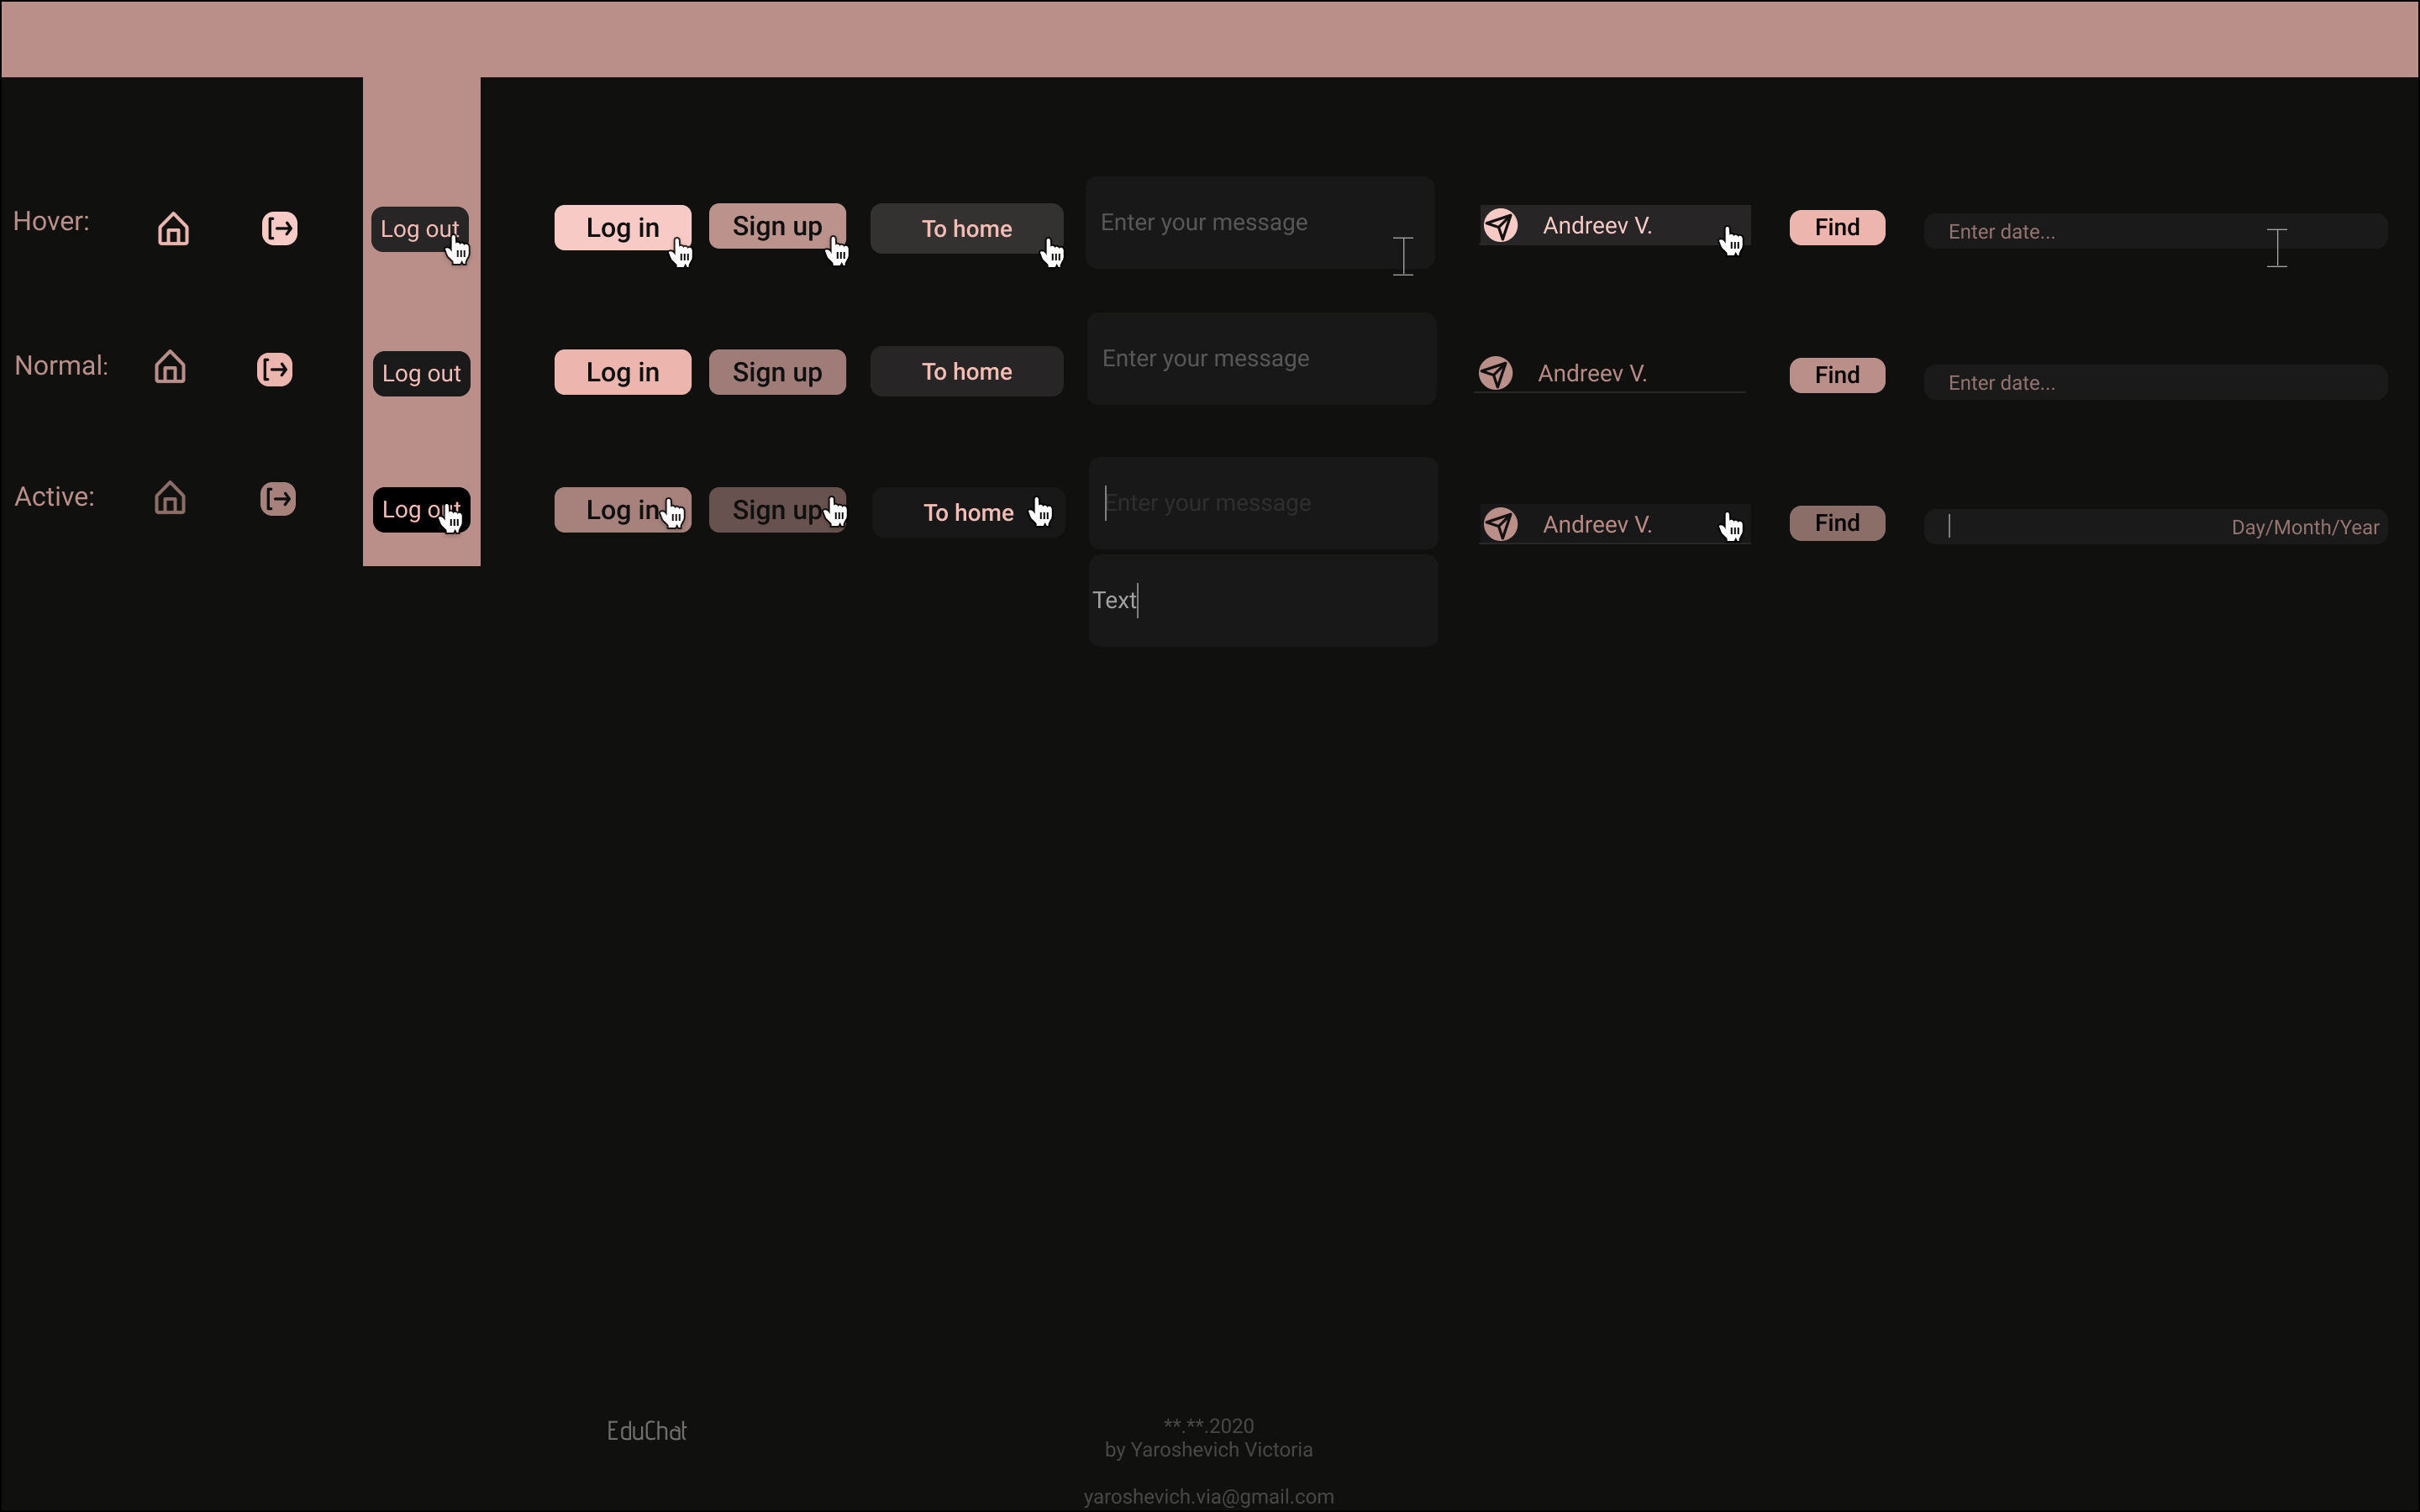 Hover:
Log out
Log in
Sign up
To home
Enter your message
Andreev V.
Find
Enter date...
Normal:
Log out
Log in
Sign up
To home
Enter your message
Andreev V.
Find
Enter date...
Active:
Log out
Log in
Sign up
To home
Enter your message
Andreev V.
Find
Day/Month/Year
Text
EduChat
**.**.2020
by Yaroshevich Victoria
yaroshevich.via@gmail.com